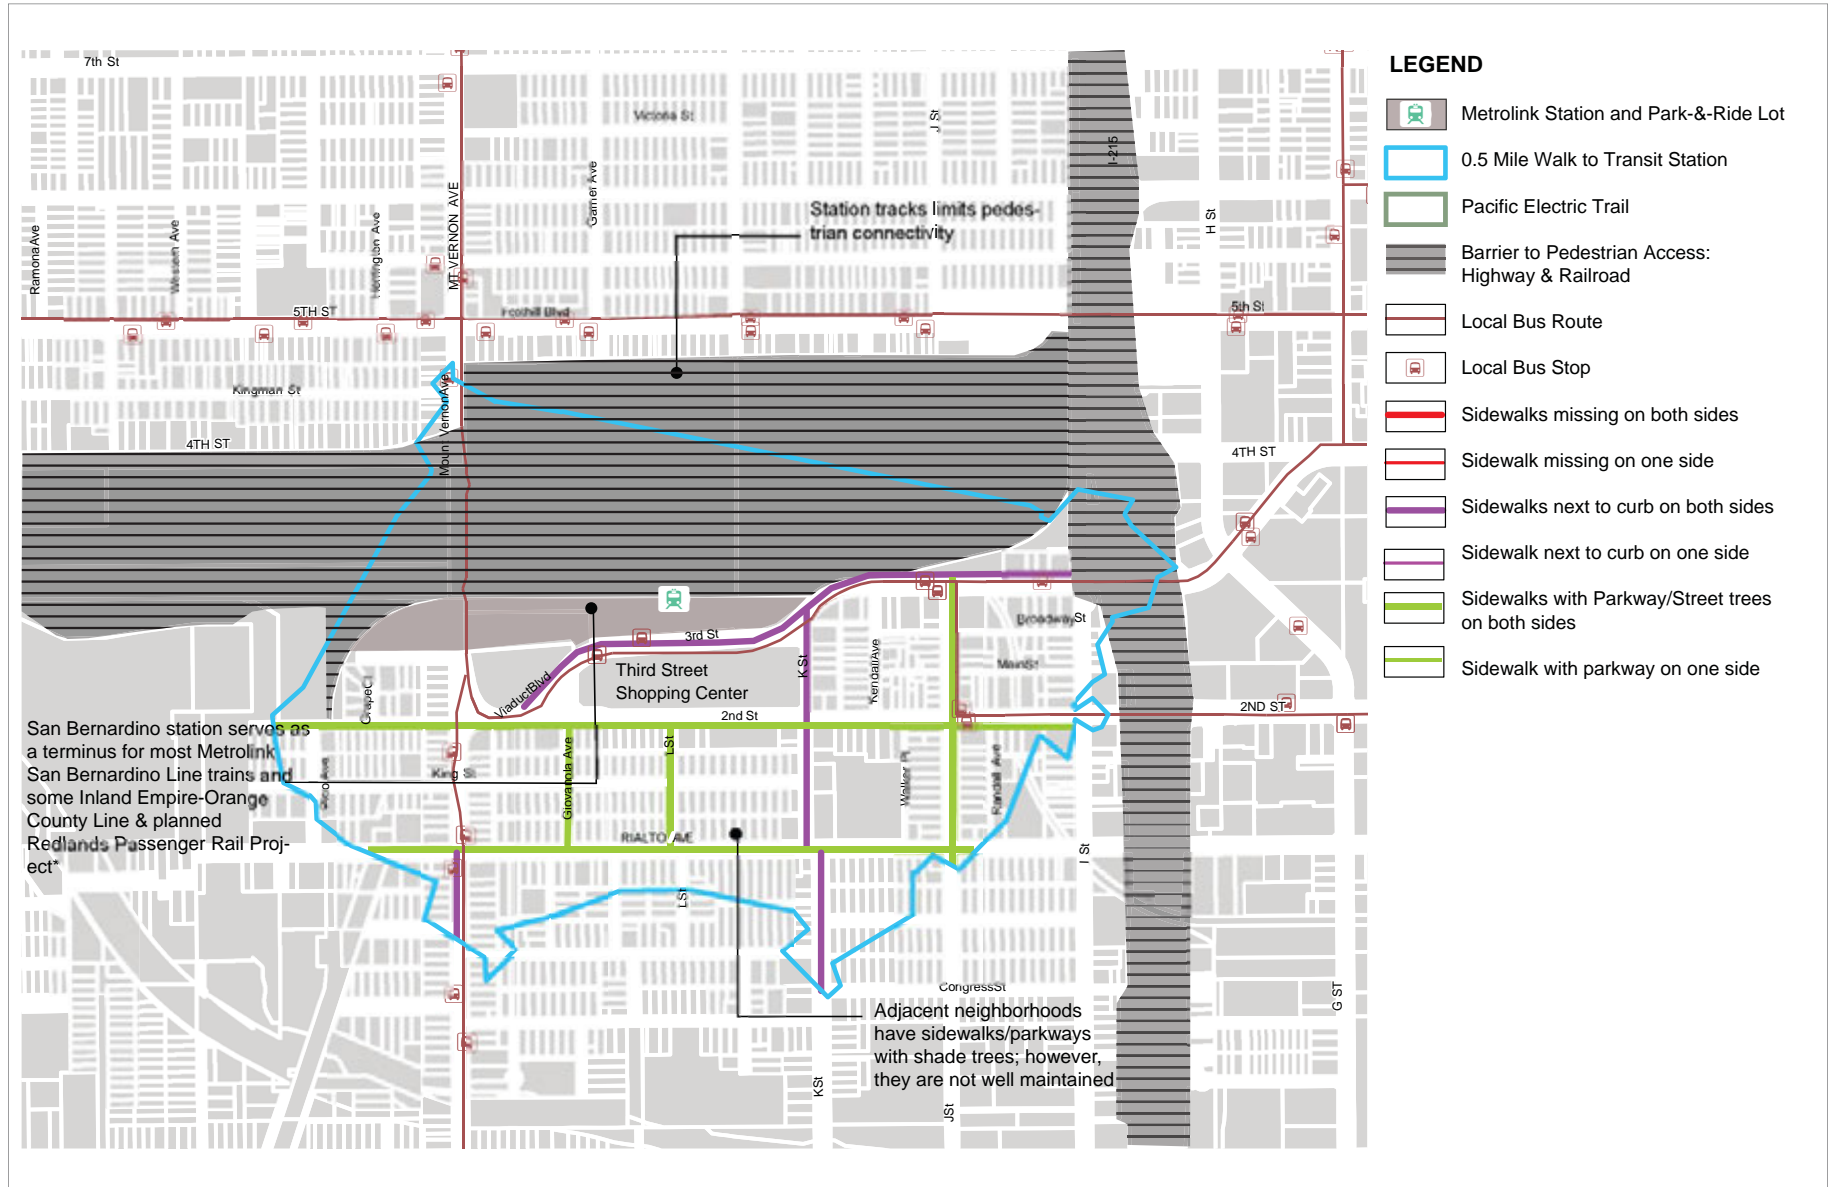 7th St
Victoria St
J St
I-215
H St
Garner Ave
MT VERNON AVE
RamonaAve
Western Ave
Herrington Ave
Station tracks limits pedes-
trian connectivity
5TH ST
Foothill Blvd
5th St
Kingman St
Mount VernonAve
4TH ST
4TH ST
3rd St
BroadwaySt
MainSt
K St
KendallAve
Third Street
Shopping Center
ViaductBlvd
GrapeCt
2nd St
2ND ST
San Bernardino station serves as
a terminus for most Metrolink
San Bernardino Line trains and
some Inland Empire-Orange
County Line & planned
Redlands Passenger Rail Proj-
ect*
King St
Giovanola Ave
LSt
Walker Pl
Randall Ave
RIALTO AVE
I St
LSt
CongressSt
G ST
Adjacent neighborhoods
have sidewalks/parkways
with shade trees; however,
they are not well maintained
KSt
JSt
LEGEND
Metrolink Station and Park-&-Ride Lot
0.5 Mile Walk to Transit Station
Pacific Electric Trail
Barrier to Pedestrian Access:
Highway & Railroad
Local Bus Route
Local Bus Stop
Sidewalks missing on both sides
Sidewalk missing on one side
Sidewalks next to curb on both sides
Sidewalk next to curb on one side
Sidewalks with Parkway/Street trees
on both sides
Sidewalk with parkway on one side